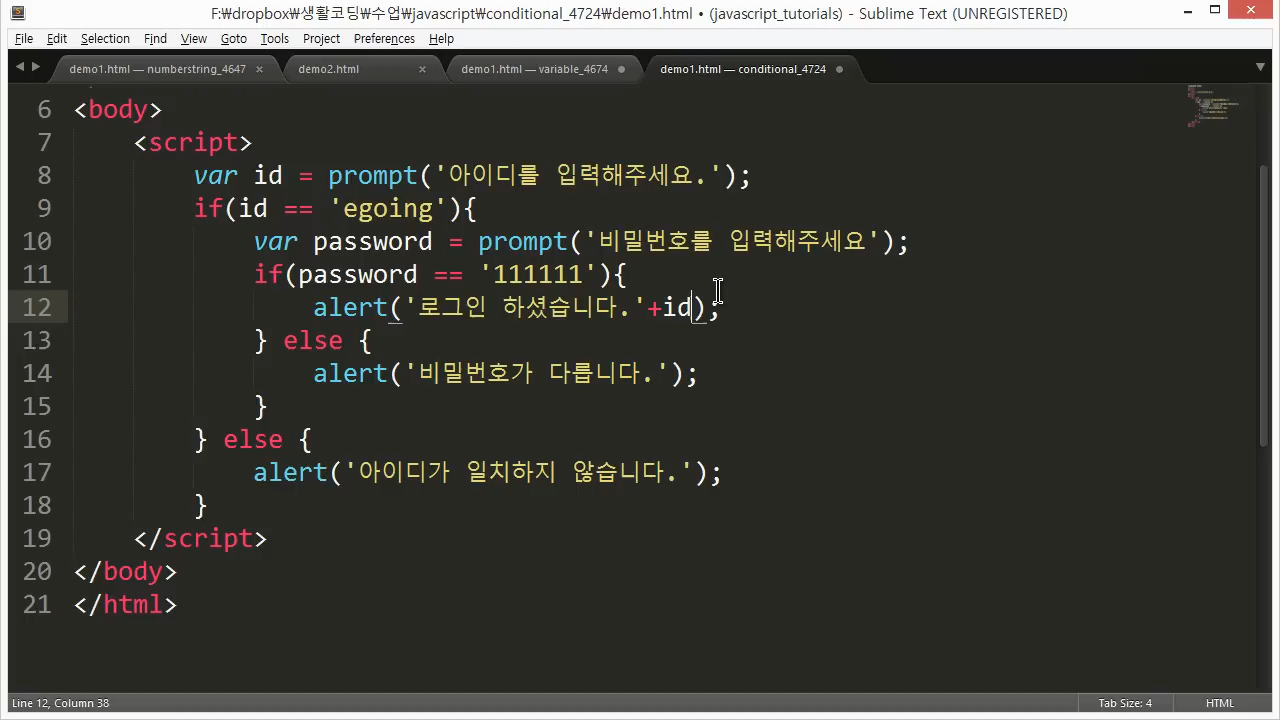 F:₩dropbox₩생활코딩₩수업₩javascript₩conditional_4724₩demo1.html • (javascript_tutorials) - Sublime Text (UNREGISTERED)
File Edit Selection Find View Goto Tools Project Preferences Help
demo1.html — numberstring_4647 demo2.html demo1.html — variable_4674 demo1.html — conditional_4724
6 <body>
7 <script>
8 var id = prompt('아이디를 입력해주세요.');
9 if(id == 'egoing'){
10 var password = prompt('비밀번호를 입력해주세요');
11 if(password == '111111'){
12 alert('로그인 하셨습니다.'+id);
13 } else {
14 alert('비밀번호가 다릅니다.');
15 }
16 } else {
17 alert('아이디가 일치하지 않습니다.');
18 }
19 </script>
20 </body>
21 </html>
Line 12, Column 38 Tab Size: 4 HTML